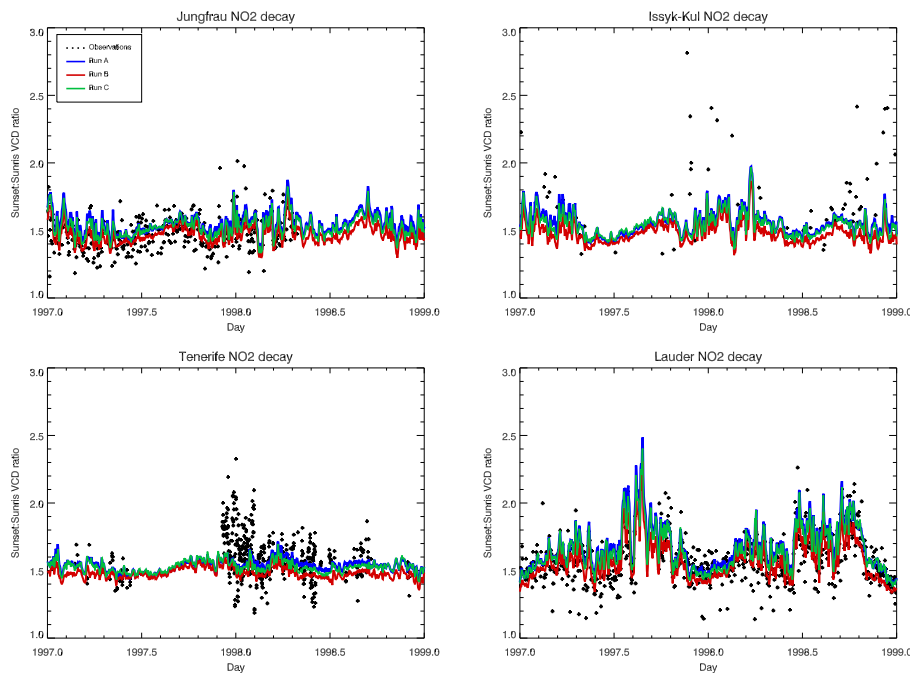 Jungfrau NO2 decay
Sunset:Sunris VCD ratio
3.0
2.5
2.0
1.5
1.0
Observations
Run A
Run B
Run C
1997.0
1997.5
1998.0
1998.5
1999.0
Day
Issyk-Kul NO2 decay
Sunset:Sunris VCD ratio
3.0
2.5
2.0
1.5
1.0
1997.0
1997.5
1998.0
1998.5
1999.0
Day
Tenerife NO2 decay
Sunset:Sunris VCD ratio
3.0
2.5
2.0
1.5
1.0
1997.0
1997.5
1998.0
1998.5
1999.0
Day
Lauder NO2 decay
Sunset:Sunris VCD ratio
3.0
2.5
2.0
1.5
1.0
1997.0
1997.5
1998.0
1998.5
1999.0
Day